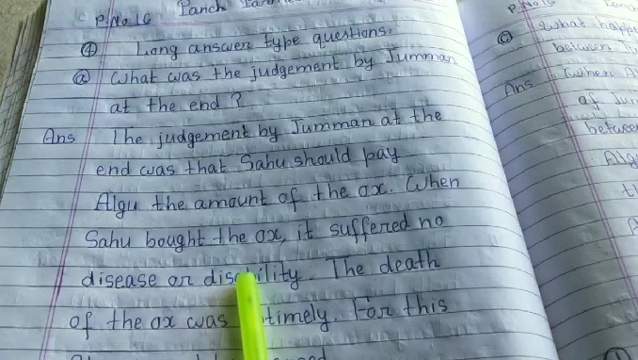 P.No 16 Panch
④ Long answer type questions.
ⓐ What was the judgement by Jumman
at the end ?
Ans The judgement by Jumman at the
end was that Sahu should pay
Algu the amount of the ox. When
Sahu bought the ox, it suffered no
disease or disability. The death
of the ox was For this
P.No 16
ⓒ What
between
Ans When
of